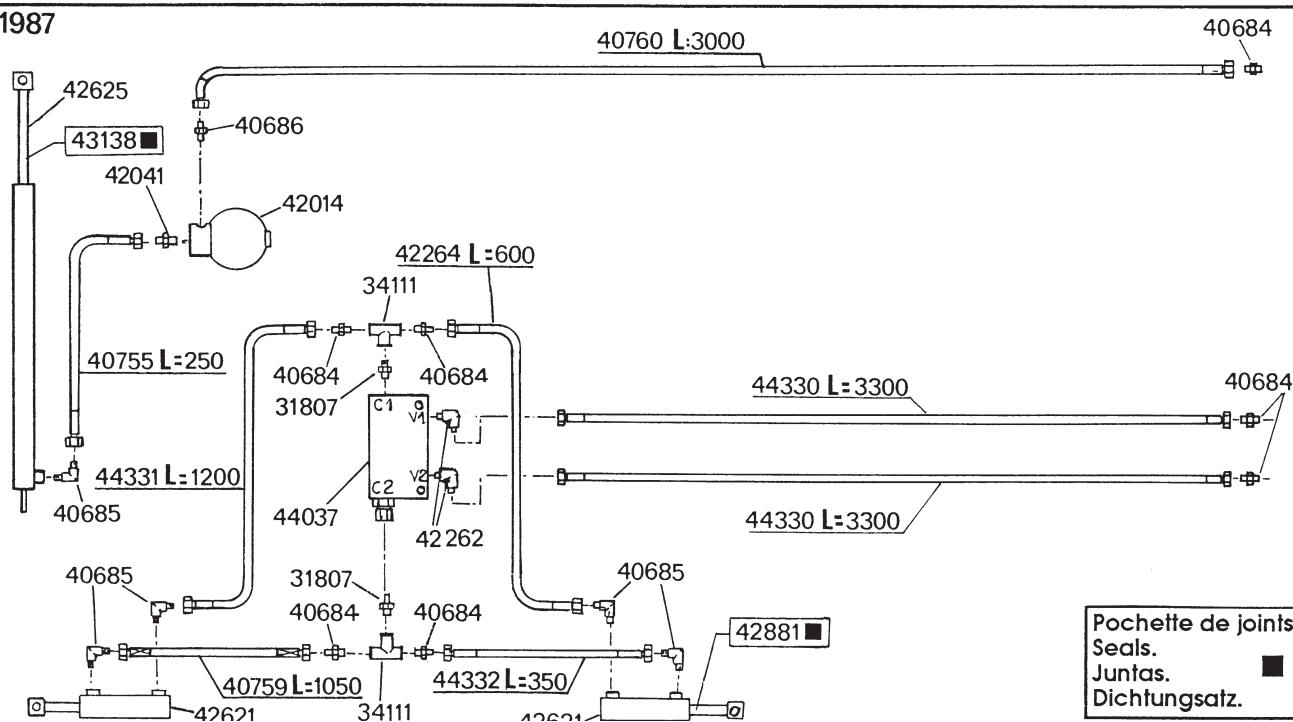 1987
40760 L:3000
40684
42625
40686
43138
42041
42014
42264 L=600
34111
40755 L=250
40684
40684
44330 L=3300
40684
31807
C1
V1
44331 L=1200
V2
C2
40685
44037
42262
44330 L=3300
40685
31807
40685
40684
40684
42881
Pochette de joints
Seals.
Juntas.
Dichtungsatz.
40759 L=1050
44332 L=350
42621
34111
42621